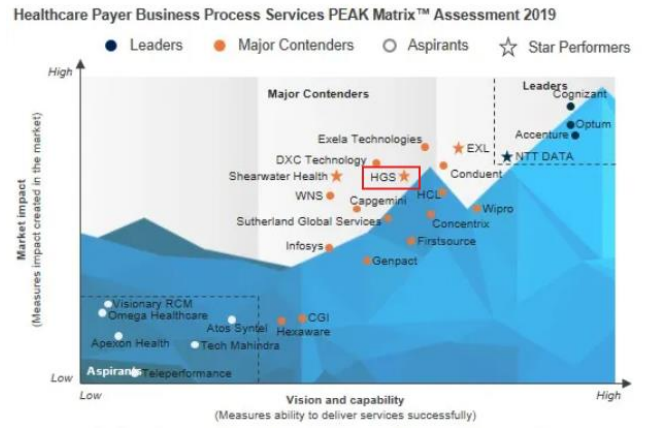 Healthcare Payer Business Process Services PEAK Matrix™ Assessment 2019
Leaders
Major Contenders
Aspirants
Star Performers
High
Market impact
(Measures impact created in the market)
Low
Major Contenders
Leaders
Cognizant
Optum
Accenture
NTT DATA
Exela Technologies
EXL
DXC Technology
Conduent
Shearwater Health
HGS
WNS
Capgemini
HCL
Wipro
Sutherland Global Services
Concentrix
Infosys
Firstsource
Genpact
Visionary RCM
Omega Healthcare
Atos Syntel
CGI
Hexaware
Apexon Health
Tech Mahindra
Aspirants
Teleperformance
Low
Vision and capability
High
(Measures ability to deliver services successfully)